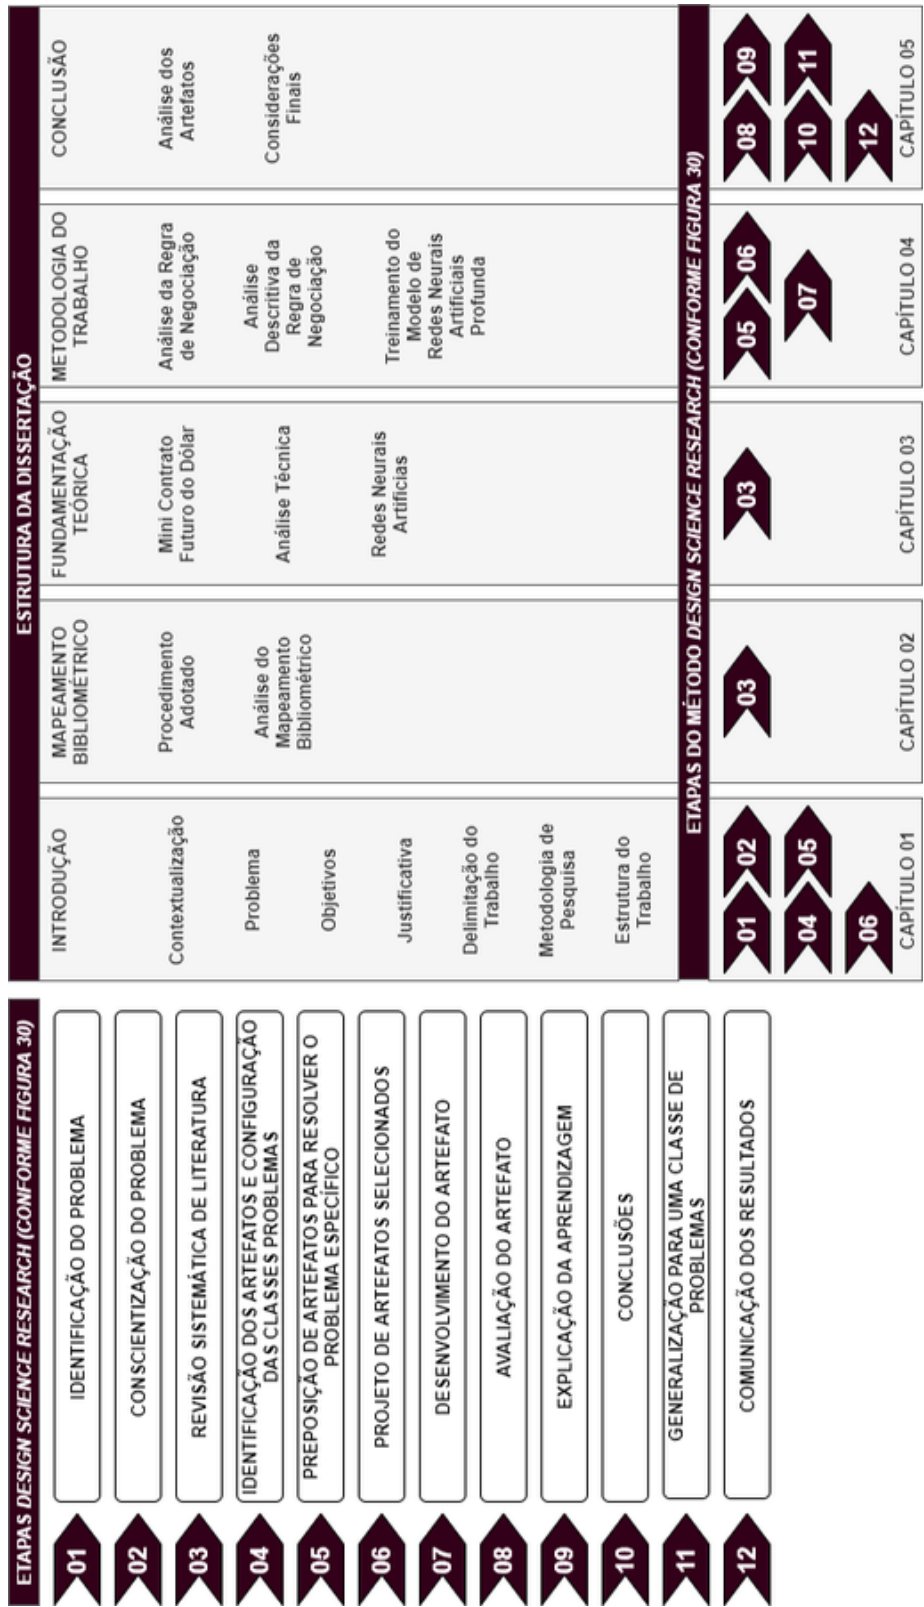 ETAPAS DESIGN SCIENCE RESEARCH (CONFORME FIGURA 30)
01
IDENTIFICAÇÃO DO PROBLEMA
02
CONSCIENTIZAÇÃO DO PROBLEMA
03
REVISÃO SISTEMÁTICA DE LITERATURA
04
IDENTIFICAÇÃO DOS ARTEFATOS E CONFIGURAÇÃO
DAS CLASSES PROBLEMAS
05
PREPOSIÇÃO DE ARTEFATOS PARA RESOLVER O
PROBLEMA ESPECÍFICO
06
PROJETO DE ARTEFATOS SELECIONADOS
07
DESENVOLVIMENTO DO ARTEFATO
08
AVALIAÇÃO DO ARTEFATO
09
EXPLICAÇÃO DA APRENDIZAGEM
10
CONCLUSÕES
11
GENERALIZAÇÃO PARA UMA CLASSE DE
PROBLEMAS
12
COMUNICAÇÃO DOS RESULTADOS
ESTRUTURA DA DISSERTAÇÃO
INTRODUÇÃO
Contextualização
Problema
Objetivos
Justificativa
Delimitação do
Trabalho
Metodologia de
Pesquisa
Estrutura do
Trabalho
MAPEAMENTO
BIBLIOMÉTRICO
Procedimento
Adotado
Análise do
Mapeamento
Bibliométrico
FUNDAMENTAÇÃO
TEÓRICA
Mini Contrato
Futuro do Dólar
Análise Técnica
Redes Neurais
Artificias
METODOLOGIA DO
TRABALHO
Análise da Regra
de Negociação
Análise
Descritiva da
Regra de
Negociação
Treinamento do
Modelo de
Redes Neurais
Artificiais
Profunda
CONCLUSÃO
Análise dos
Artefatos
Considerações
Finais
ETAPAS DO MÉTODO DESIGN SCIENCE RESEARCH (CONFORME FIGURA 30)
01 02
04 05
06
CAPÍTULO 01
03
CAPÍTULO 02
03
CAPÍTULO 03
05 06
07
CAPÍTULO 04
08 09
10 11
12
CAPÍTULO 05